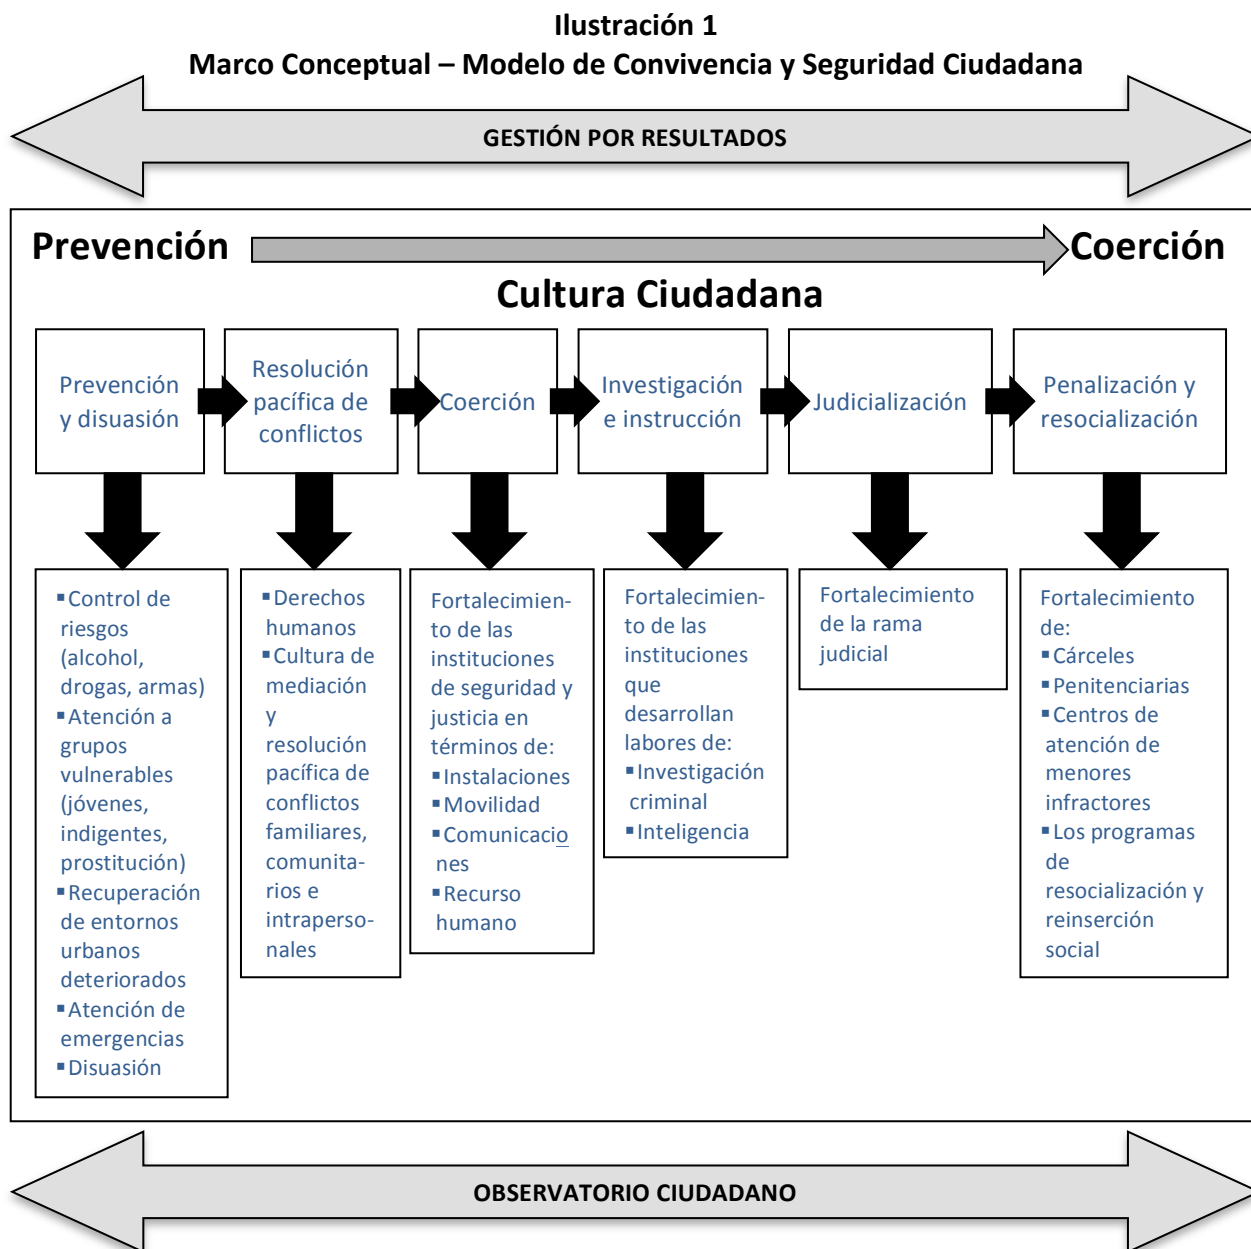 Ilustración 1
Marco Conceptual – Modelo de Convivencia y Seguridad Ciudadana
GESTIÓN POR RESULTADOS
Prevención
Coerción
Cultura Ciudadana
Prevención
y disuasión
Resolución
pacífica de
conflictos
Coerción
Investigación
e instrucción
Judicialización
Penalización y
resocialización
▪Control de
riesgos
(alcohol,
drogas, armas)
▪Atención a
grupos
vulnerables
(jóvenes,
indigentes,
prostitución)
▪Recuperación
de entornos
urbanos
deteriorados
▪Atención de
emergencias
▪Disuasión
▪Derechos
humanos
▪Cultura de
mediación
y
resolución
pacífica de
conflictos
familiares,
comunita-
rios e
intraperso-
nales
Fortalecimien-
to de las
instituciones
de seguridad y
justicia en
términos de:
▪Instalaciones
▪Movilidad
▪Comunicacio
nes
▪Recurso
humano
Fortalecimien-
to de las
instituciones
que
desarrollan
labores de:
▪Investigación
criminal
▪Inteligencia
Fortalecimiento
de la rama
judicial
Fortalecimiento
de:
▪Cárceles
▪Penitenciarias
▪Centros de
atención de
menores
infractores
▪Los programas
de
resocialización y
reinserción
social
OBSERVATORIO CIUDADANO